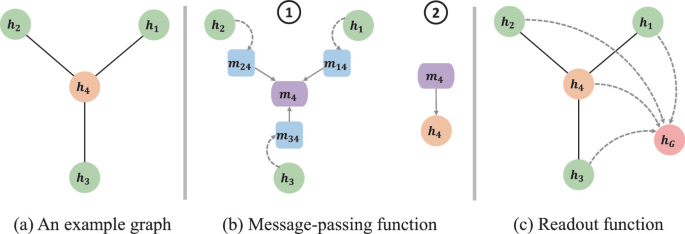 h₂
h₁
h₄
h₃
(a) An example graph
1
2
h₂
h₁
m₂₄
m₁₄
m₄
m₃₄
h₃
m₄
h₄
(b) Message-passing function
h₂
h₁
h₄
h_G
h₃
(c) Readout function